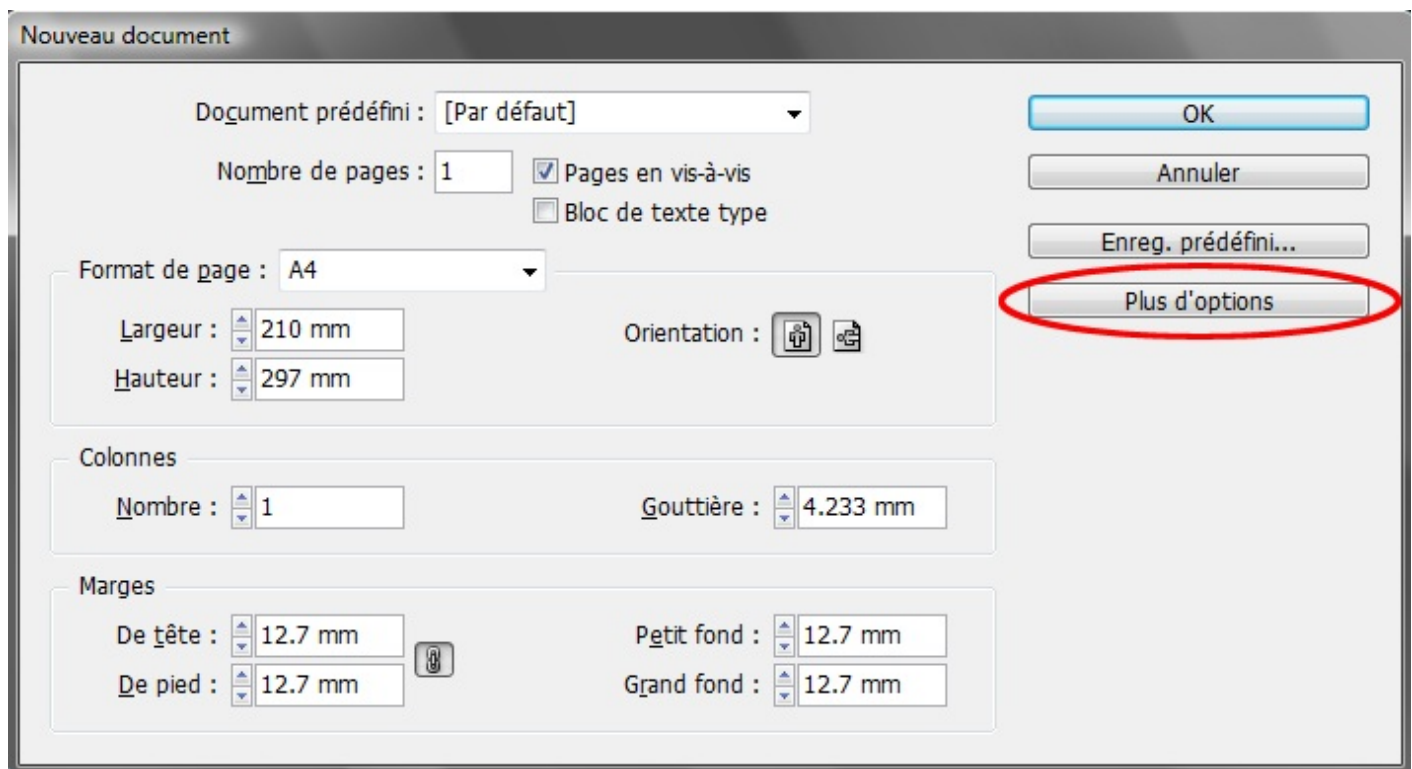 Nouveau document
Document prédéfini : [Par défaut]
OK
Nombre de pages : 1
Pages en vis-à-vis
Annuler
Bloc de texte type
Enreg. prédéfini...
Format de page : A4
Plus d'options
Largeur : 210 mm
Orientation :
Hauteur : 297 mm
Colonnes
Nombre : 1
Gouttière : 4.233 mm
Marges
De tête : 12.7 mm
Petit fond : 12.7 mm
De pied : 12.7 mm
Grand fond : 12.7 mm